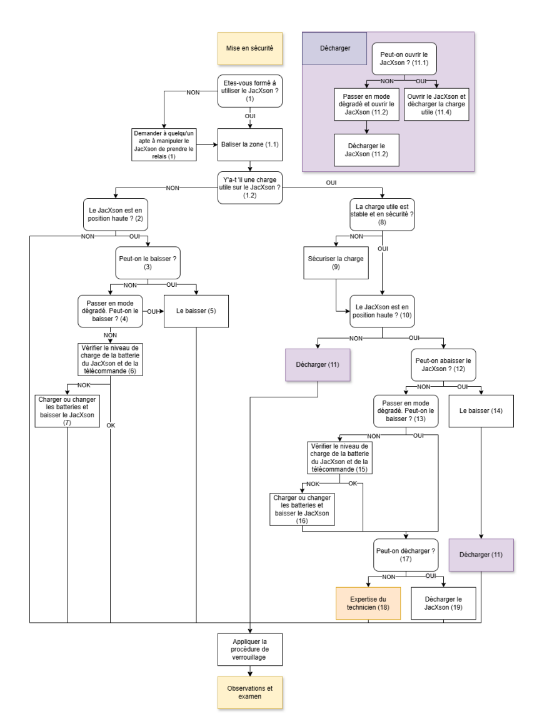 Mise en sécurité
Décharger
Peut-on ouvrir le
JacXson ? (11.1)
NON
OUI
Passer en mode
dégradé et ouvrir le
JacXson (11.2)
Ouvrir le JacXson et
décharger la charge
utile (11.4)
Décharger le
JacXson (11.2)
Etes-vous formé à
utiliser le JacXson ?
(1)
NON
OUI
Demander à quelqu'un
apte à manipuler le
JacXson de prendre le
relais (1)
Baliser la zone (1.1)
Y'a-t 'il une charge
utile sur le JacXson ?
(1.2)
NON
OUI
Le JacXson est en
position haute ? (2)
NON
OUI
Peut-on le baisser ?
(3)
NON
OUI
Passer en mode
dégradé. Peut-on le
baisser ? (4)
OUI
Le baisser (5)
NON
Vérifier le niveau de
charge de la batterie
du JacXson et de la
télécommande (6)
NOK
OK
Charger ou changer
les batteries et
baisser le JacXson
(7)
La charge utile est
stable et en sécurité ?
(8)
NON
OUI
Sécuriser la charge
(9)
Le JacXson est en
position haute ? (10)
NON
OUI
Décharger (11)
Peut-on abaisser le
JacXson ? (12)
NON
OUI
Passer en mode
dégradé. Peut-on le
baisser ? (13)
Le baisser (14)
NON
OUI
Vérifier le niveau de
charge de la batterie
du JacXson et de la
télécommande (15)
NOK
OK
Charger ou changer
les batteries et
baisser le JacXson
(16)
Peut-on décharger ?
(17)
Décharger (11)
NON
OUI
Expertise du
technicien (18)
Décharger le
JacXson (19)
Appliquer la
procédure de
verrouillage
Observations et
examen